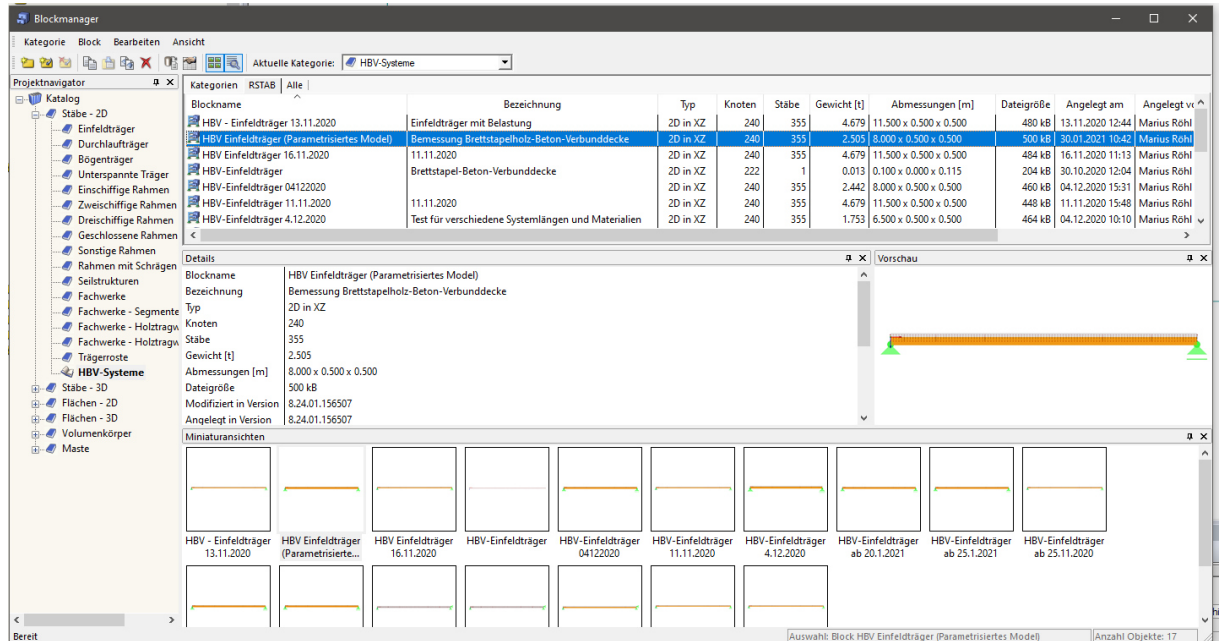 Blockmanager
Kategorie Block Bearbeiten Ansicht
Aktuelle Kategorie: HBV-Systeme
Projektnavigator
Katalog
Stäbe - 2D
Einfeldträger
Durchlaufträger
Bögenträger
Unterspannte Träger
Einschiffige Rahmen
Zweischiffige Rahmen
Dreischiffige Rahmen
Geschlossene Rahmen
Sonstige Rahmen
Rahmen mit Schrägen
Seilstrukturen
Fachwerke
Fachwerke - Segmente
Fachwerke - Holztragw
Fachwerke - Holztragw
Trägerroste
HBV-Systeme
Stäbe - 3D
Flächen - 2D
Flächen - 3D
Volumenkörper
Maste
Kategorien RSTAB Alle
Blockname Bezeichnung Typ Knoten Stäbe Gewicht [t] Abmessungen [m] Dateigröße Angelegt am Angelegt vo
HBV - Einfeldträger 13.11.2020 Einfeldträger mit Belastung 2D in XZ 240 355 4.679 11.500 x 0.500 x 0.500 480 kB 13.11.2020 12:44 Marius Röhl
HBV Einfeldträger (Parametrisiertes Model) Bemessung Brettstapelholz-Beton-Verbunddecke 2D in XZ 240 355 2.505 8.000 x 0.500 x 0.500 500 kB 30.01.2021 10:42 Marius Röhl
HBV Einfeldträger 16.11.2020 11.11.2020 2D in XZ 240 355 4.679 11.500 x 0.500 x 0.500 484 kB 16.11.2020 11:13 Marius Röhl
HBV-Einfeldträger Brettstapel-Beton-Verbunddecke 2D in XZ 222 1 0.013 0.100 x 0.000 x 0.115 204 kB 30.10.2020 12:04 Marius Röhl
HBV-Einfeldträger 04122020 2D in XZ 240 355 2.442 8.000 x 0.500 x 0.500 460 kB 04.12.2020 15:31 Marius Röhl
HBV-Einfeldträger 11.11.2020 11.11.2020 2D in XZ 240 355 4.679 11.500 x 0.500 x 0.500 448 kB 11.11.2020 15:48 Marius Röhl
HBV-Einfeldträger 4.12.2020 Test für verschiedene Systemlängen und Materialien 2D in XZ 240 355 1.753 6.500 x 0.500 x 0.500 464 kB 04.12.2020 10:10 Marius Röhl
Details
Blockname HBV Einfeldträger (Parametrisiertes Model)
Bezeichnung Bemessung Brettstapelholz-Beton-Verbunddecke
Typ 2D in XZ
Knoten 240
Stäbe 355
Gewicht [t] 2.505
Abmessungen [m] 8.000 x 0.500 x 0.500
Dateigröße 500 kB
Modifiziert in Version 8.24.01.156507
Angelegt in Version 8.24.01.156507
Vorschau
Miniaturansichten
HBV - Einfeldträger 13.11.2020
HBV Einfeldträger (Parametrisierte...
HBV Einfeldträger 16.11.2020
HBV-Einfeldträger
HBV-Einfeldträger 04122020
HBV-Einfeldträger 11.11.2020
HBV-Einfeldträger 4.12.2020
HBV-Einfeldträger ab 20.1.2021
HBV-Einfeldträger ab 25.1.2021
HBV-Einfeldträger ab 25.11.2020
Bereit
Auswahl: Block HBV Einfeldträger (Parametrisiertes Model)
Anzahl Objekte: 17